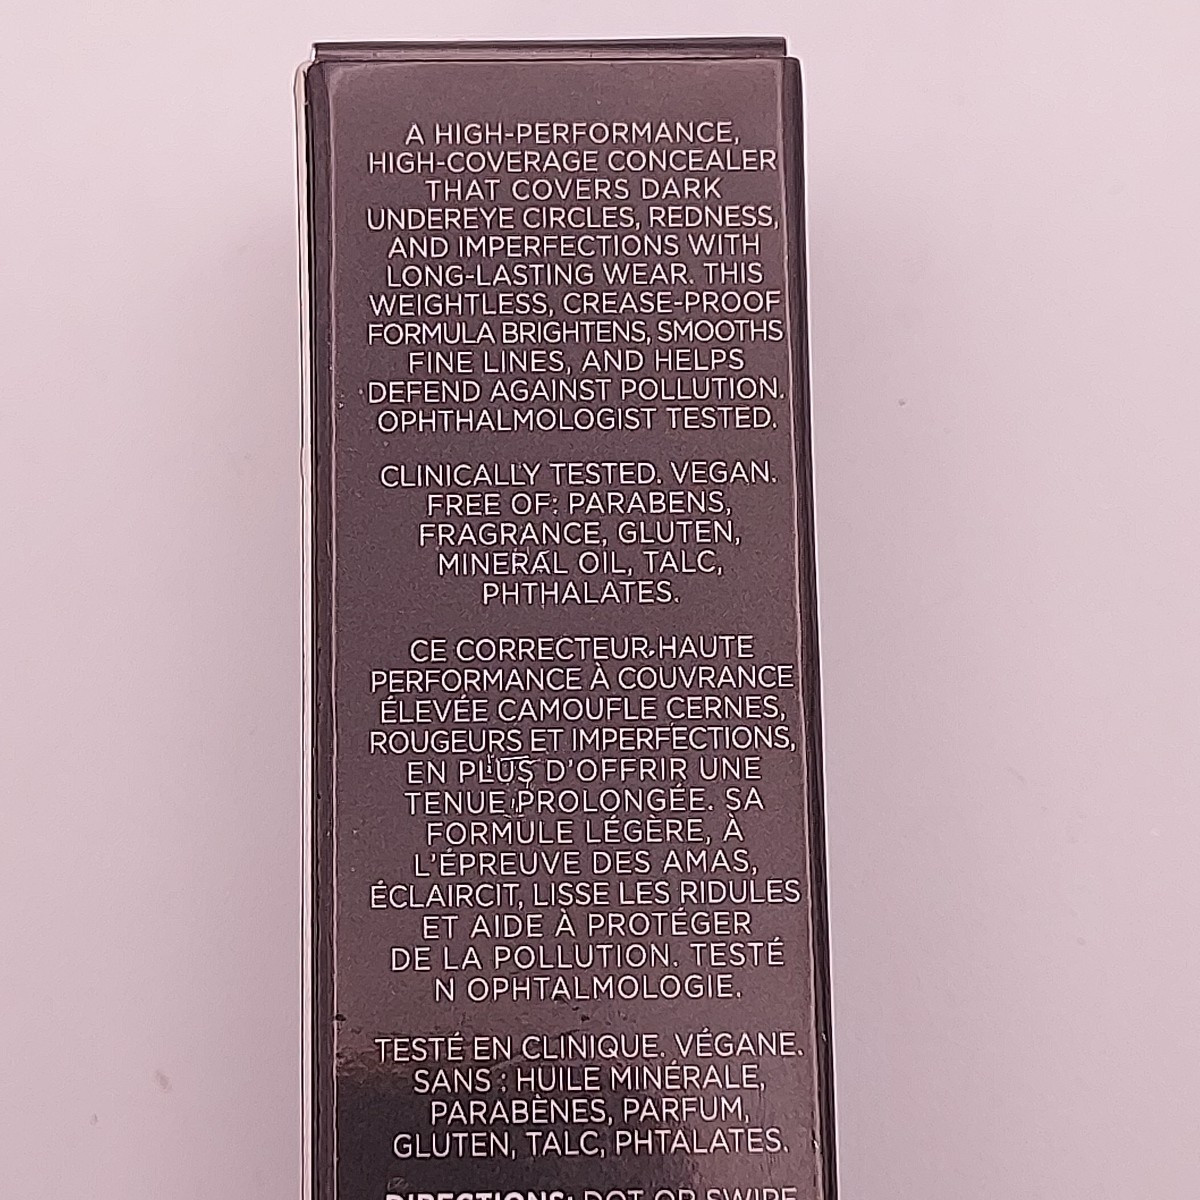 A HIGH-PERFORMANCE,
HIGH-COVERAGE CONCEALER
THAT COVERS DARK
UNDEREYE CIRCLES, REDNESS,
AND IMPERFECTIONS WITH
LONG-LASTING WEAR. THIS
WEIGHTLESS, CREASE-PROOF
FORMULA BRIGHTENS, SMOOTHS
FINE LINES, AND HELPS
DEFEND AGAINST POLLUTION.
OPHTHALMOLOGIST TESTED.
CLINICALLY TESTED. VEGAN.
FREE OF: PARABENS,
FRAGRANCE, GLUTEN,
MINERAL OIL, TALC,
PHTHALATES.
CE CORRECTEUR HAUTE
PERFORMANCE À COUVRANCE
ÉLEVÉE CAMOUFLE CERNES,
ROUGEURS ET IMPERFECTIONS,
EN PLUS D'OFFRIR UNE
TENUE PROLONGÉE. SA
FORMULE LÉGÈRE, À
L'ÉPREUVE DES AMAS,
ÉCLAIRCIT, LISSE LES RIDULES
ET AIDE À PROTÉGER
DE LA POLLUTION. TESTÉ
N OPHTALMOLOGIE.
TESTÉ EN CLINIQUE. VÉGANE.
SANS : HUILE MINÉRALE,
PARABÈNES, PARFUM,
GLUTEN, TALC, PHTALATES.
DIRECTIONS: DOT OR SWIPE